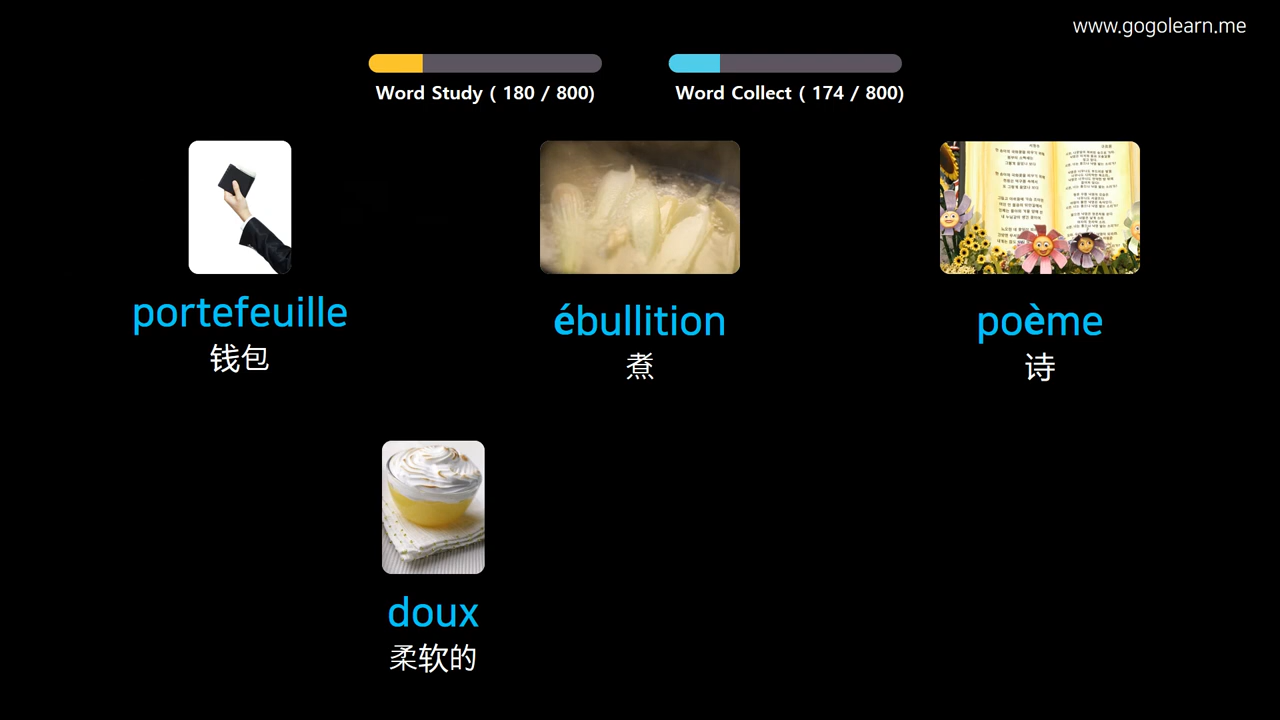 www.gogolearn.me
Word Study ( 180 / 800)
Word Collect ( 174 / 800)
portefeuille
钱包
ébullition
煮
poème
诗
doux
柔软的